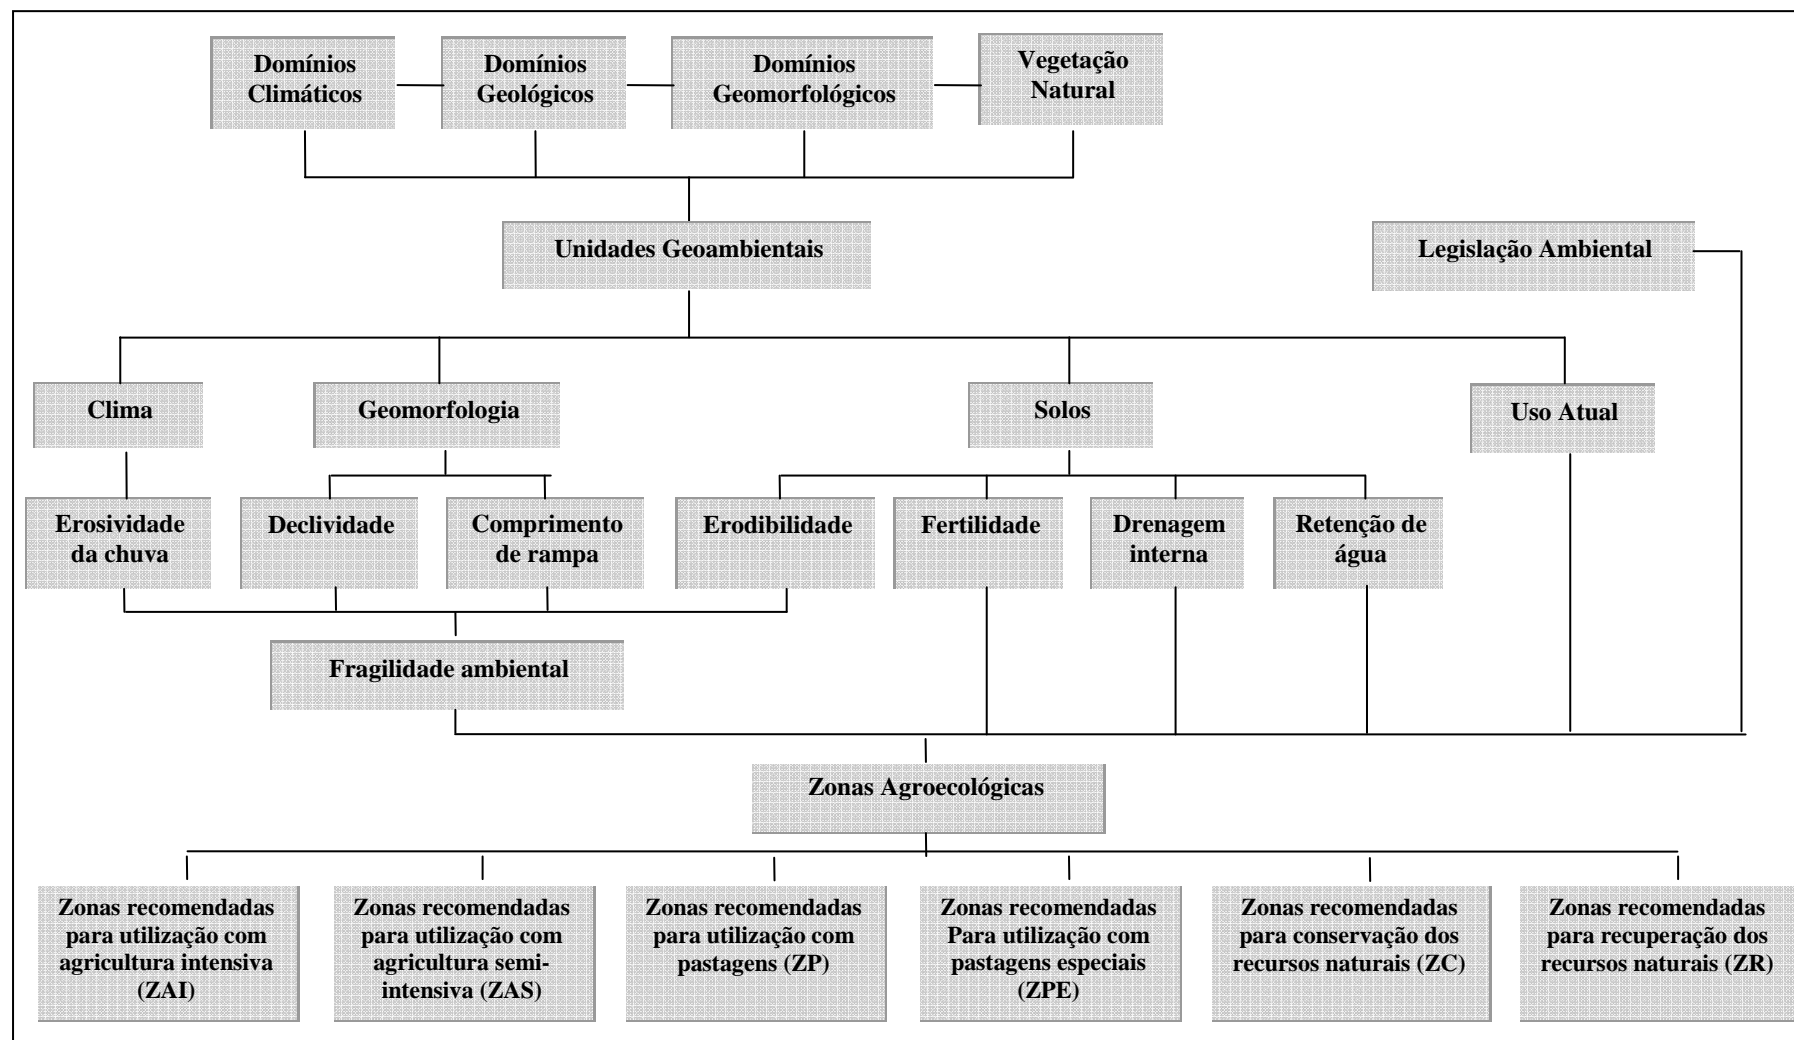 Domínios
Climáticos
Domínios
Geológicos
Domínios
Geomorfológicos
Vegetação
Natural
Unidades Geoambientais
Legislação Ambiental
Clima
Geomorfologia
Solos
Uso Atual
Erosividade
da chuva
Declividade
Comprimento
de rampa
Erodibilidade
Fertilidade
Drenagem
interna
Retenção de
água
Fragilidade ambiental
Zonas Agroecológicas
Zonas recomendadas
para utilização com
agricultura intensiva
(ZAI)
Zonas recomendadas
para utilização com
agricultura semi-
intensiva (ZAS)
Zonas recomendadas
para utilização com
pastagens (ZP)
Zonas recomendadas
Para utilização com
pastagens especiais
(ZPE)
Zonas recomendadas
para conservação dos
recursos naturais (ZC)
Zonas recomendadas
para recuperação dos
recursos naturais (ZR)